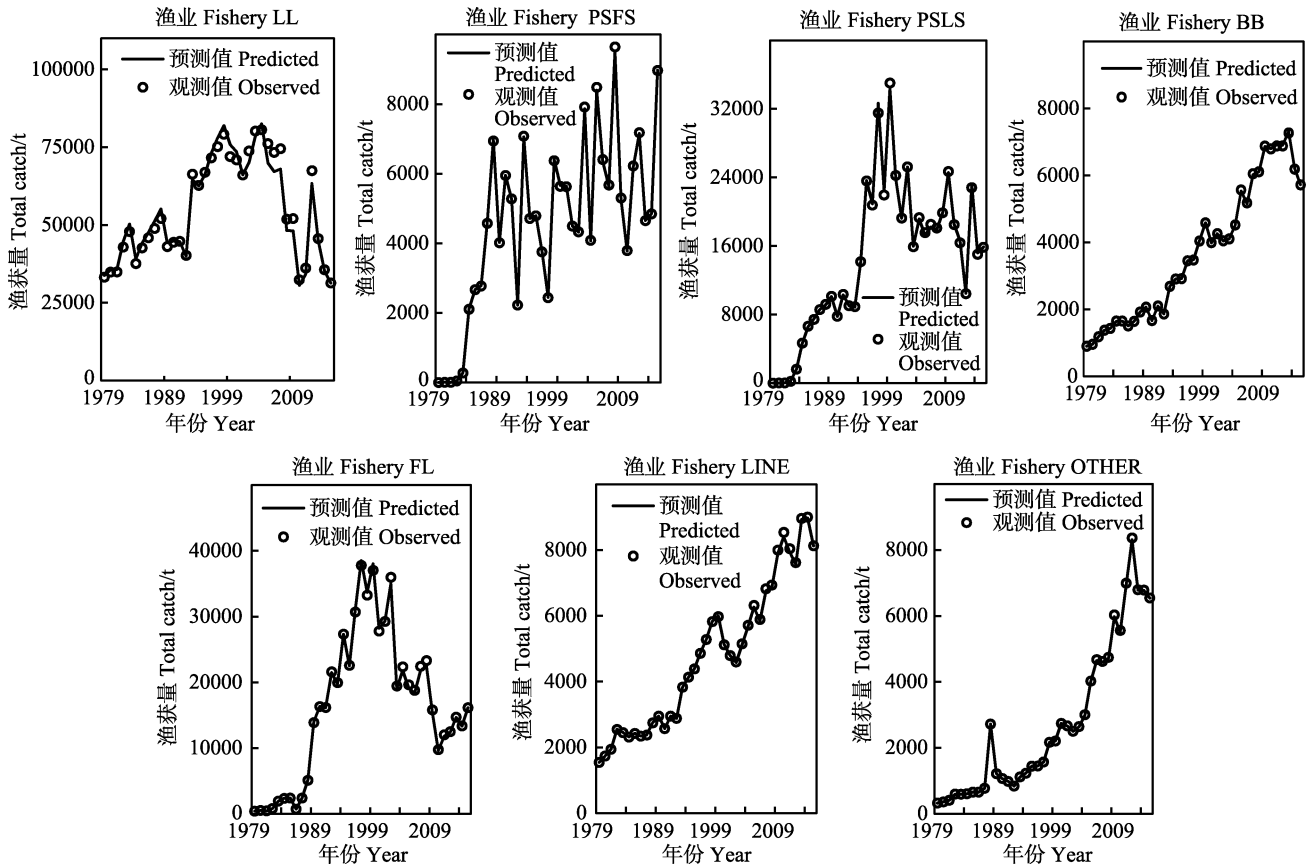 渔业 Fishery LL
预测值 Predicted
观测值 Observed
渔获量 Total catch/t
100000
75000
50000
25000
0
1979
1989
1999
2009
年份 Year
渔业 Fishery PSFS
预测值
Predicted
观测值
Observed
渔获量 Total catch/t
8000
6000
4000
2000
0
1979
1989
1999
2009
年份 Year
渔业 Fishery PSLS
渔获量 Total catch/t
32000
24000
16000
8000
0
预测值
Predicted
观测值
Observed
1979
1989
1999
2009
年份 Year
渔业 Fishery BB
预测值 Predicted
观测值 Observed
渔获量 Total catch/t
8000
6000
4000
2000
0
1979
1989
1999
2009
年份 Year
渔业 Fishery FL
预测值 Predicted
观测值 Observed
渔获量 Total catch/t
40000
30000
20000
10000
0
1979
1989
1999
2009
年份 Year
渔业 Fishery LINE
预测值
Predicted
观测值
Observed
渔获量 Total catch/t
8000
6000
4000
2000
0
1979
1989
1999
2009
年份 Year
渔业 Fishery OTHER
预测值 Predicted
观测值 Observed
渔获量 Total catch/t
8000
6000
4000
2000
0
1979
1989
1999
2009
年份 Year